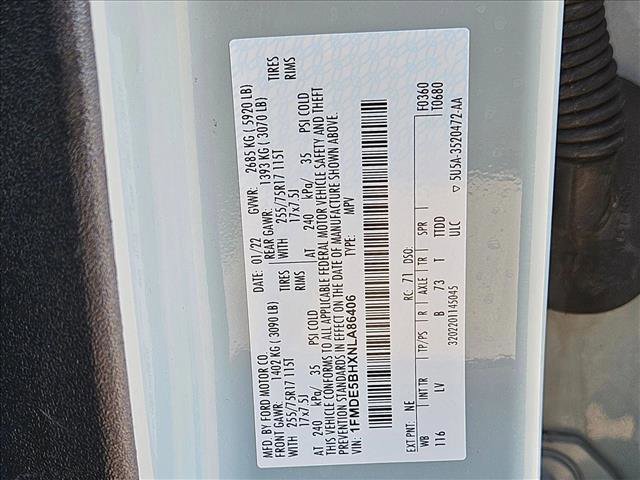 MFD. BY FORD MOTOR CO.
DATE: 01/22 GVWR: 2685 KG ( 5920 LB)
FRONT GAWR: 1402 KG ( 3090 LB) REAR GAWR: 1393 KG ( 3070 LB)
WITH 255/75R17 115T WITH 255/75R17 115T TIRES
17x7.5J 17x7.5J RIMS
AT 240 kPa/ 35 PSI COLD AT 240 kPa/ 35 PSI COLD
THIS VEHICLE CONFORMS TO ALL APPLICABLE FEDERAL MOTOR VEHICLE SAFETY AND THEFT
PREVENTION STANDARDS IN EFFECT ON THE DATE OF MANUFACTURE SHOWN ABOVE.
VIN: 1FMDE5BHXNLA86406 TYPE: MPV
F0360
T0680
EXT PNT: NE RC: 71 DSO:
WB INT TR TP/PS R AXLE TR SPR
116 LV B 73 T TTDD
ULC
3202201145045 ▽ 5U5A-3520472-AA